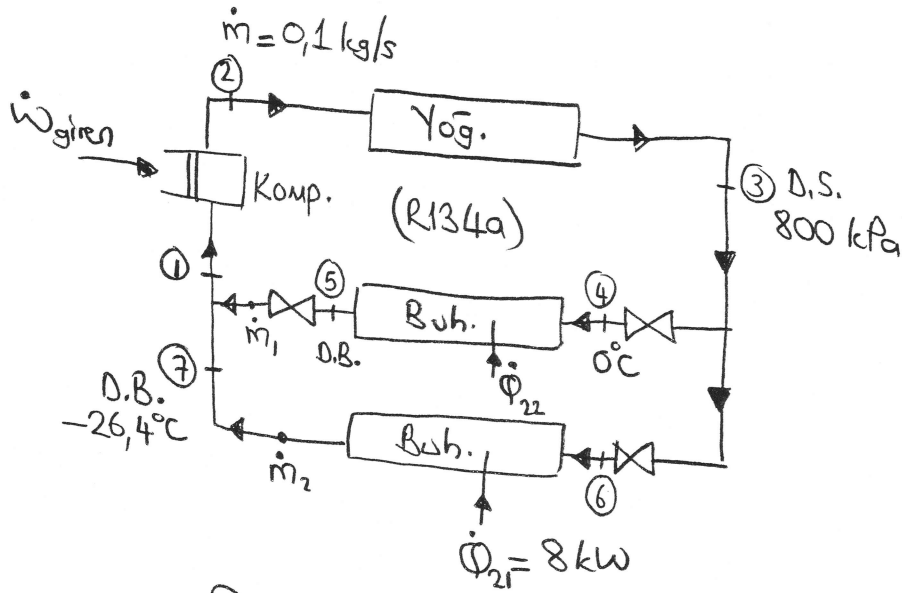 ṁ = 0,1 kg/s
②
Ẇgiren
Yoğ.
Komp.
(R134a)
③ D.S.
800 kPa
①
⑤
④
Buh.
ṁ₁
D.B.
0°C
Q̇₂₂
⑦
D.B.
-26,4°C
Buh.
ṁ₂
⑥
Q̇₂₁ = 8 kW